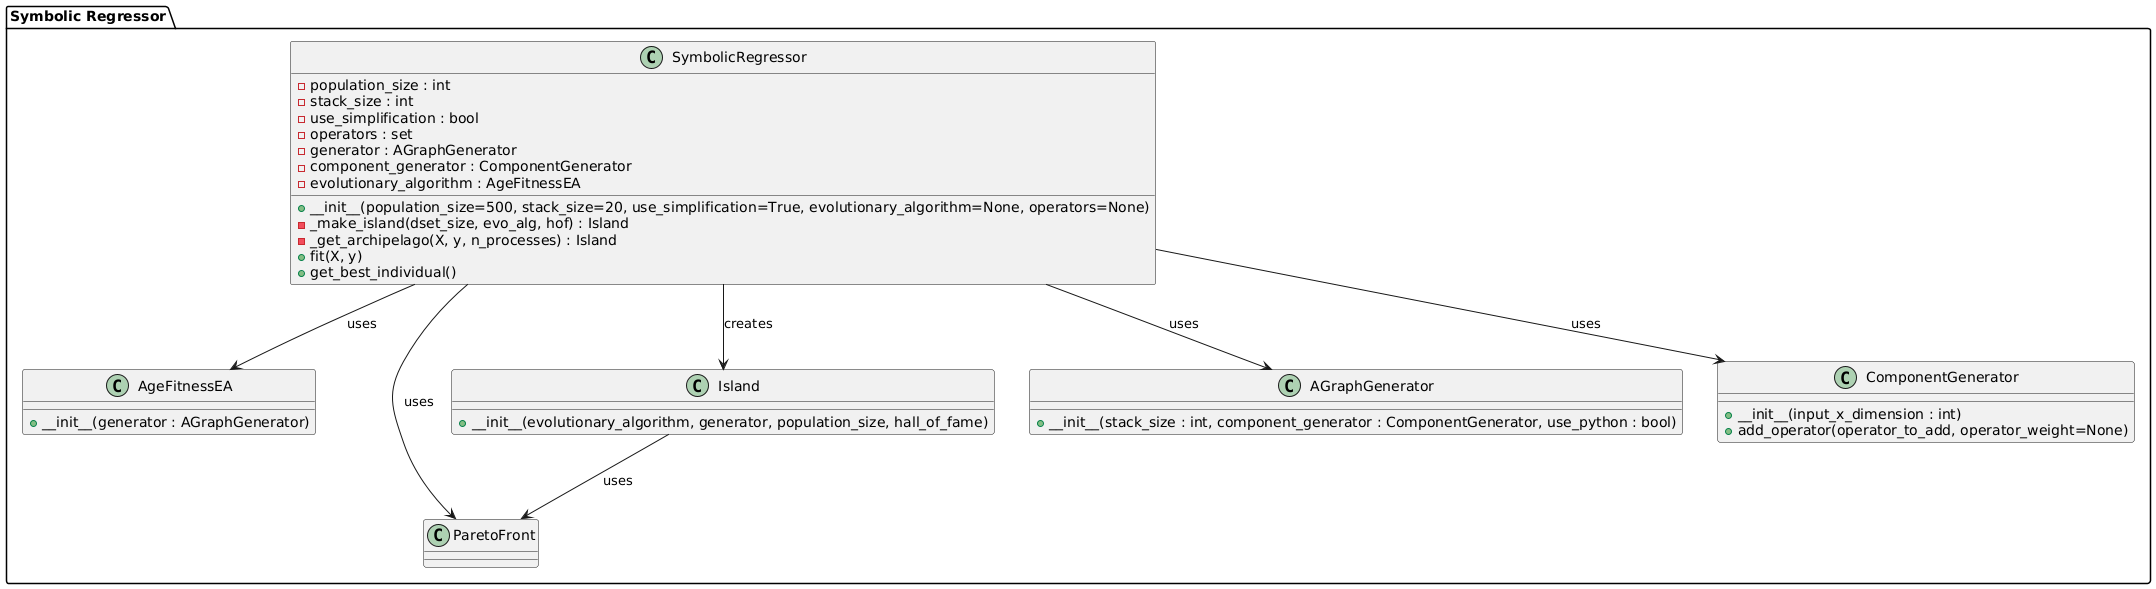 Symbolic Regressor
C SymbolicRegressor
population_size : int
stack_size : int
use_simplification : bool
operators : set
generator : AGraphGenerator
component_generator : ComponentGenerator
evolutionary_algorithm : AgeFitnessEA
__init__(population_size=500, stack_size=20, use_simplification=True, evolutionary_algorithm=None, operators=None)
_make_island(dset_size, evo_alg, hof) : Island
_get_archipelago(X, y, n_processes) : Island
fit(X, y)
get_best_individual()
uses
creates
uses
uses
C AgeFitnessEA
__init__(generator : AGraphGenerator)
uses
C Island
__init__(evolutionary_algorithm, generator, population_size, hall_of_fame)
C AGraphGenerator
__init__(stack_size : int, component_generator : ComponentGenerator, use_python : bool)
C ComponentGenerator
__init__(input_x_dimension : int)
add_operator(operator_to_add, operator_weight=None)
uses
C ParetoFront